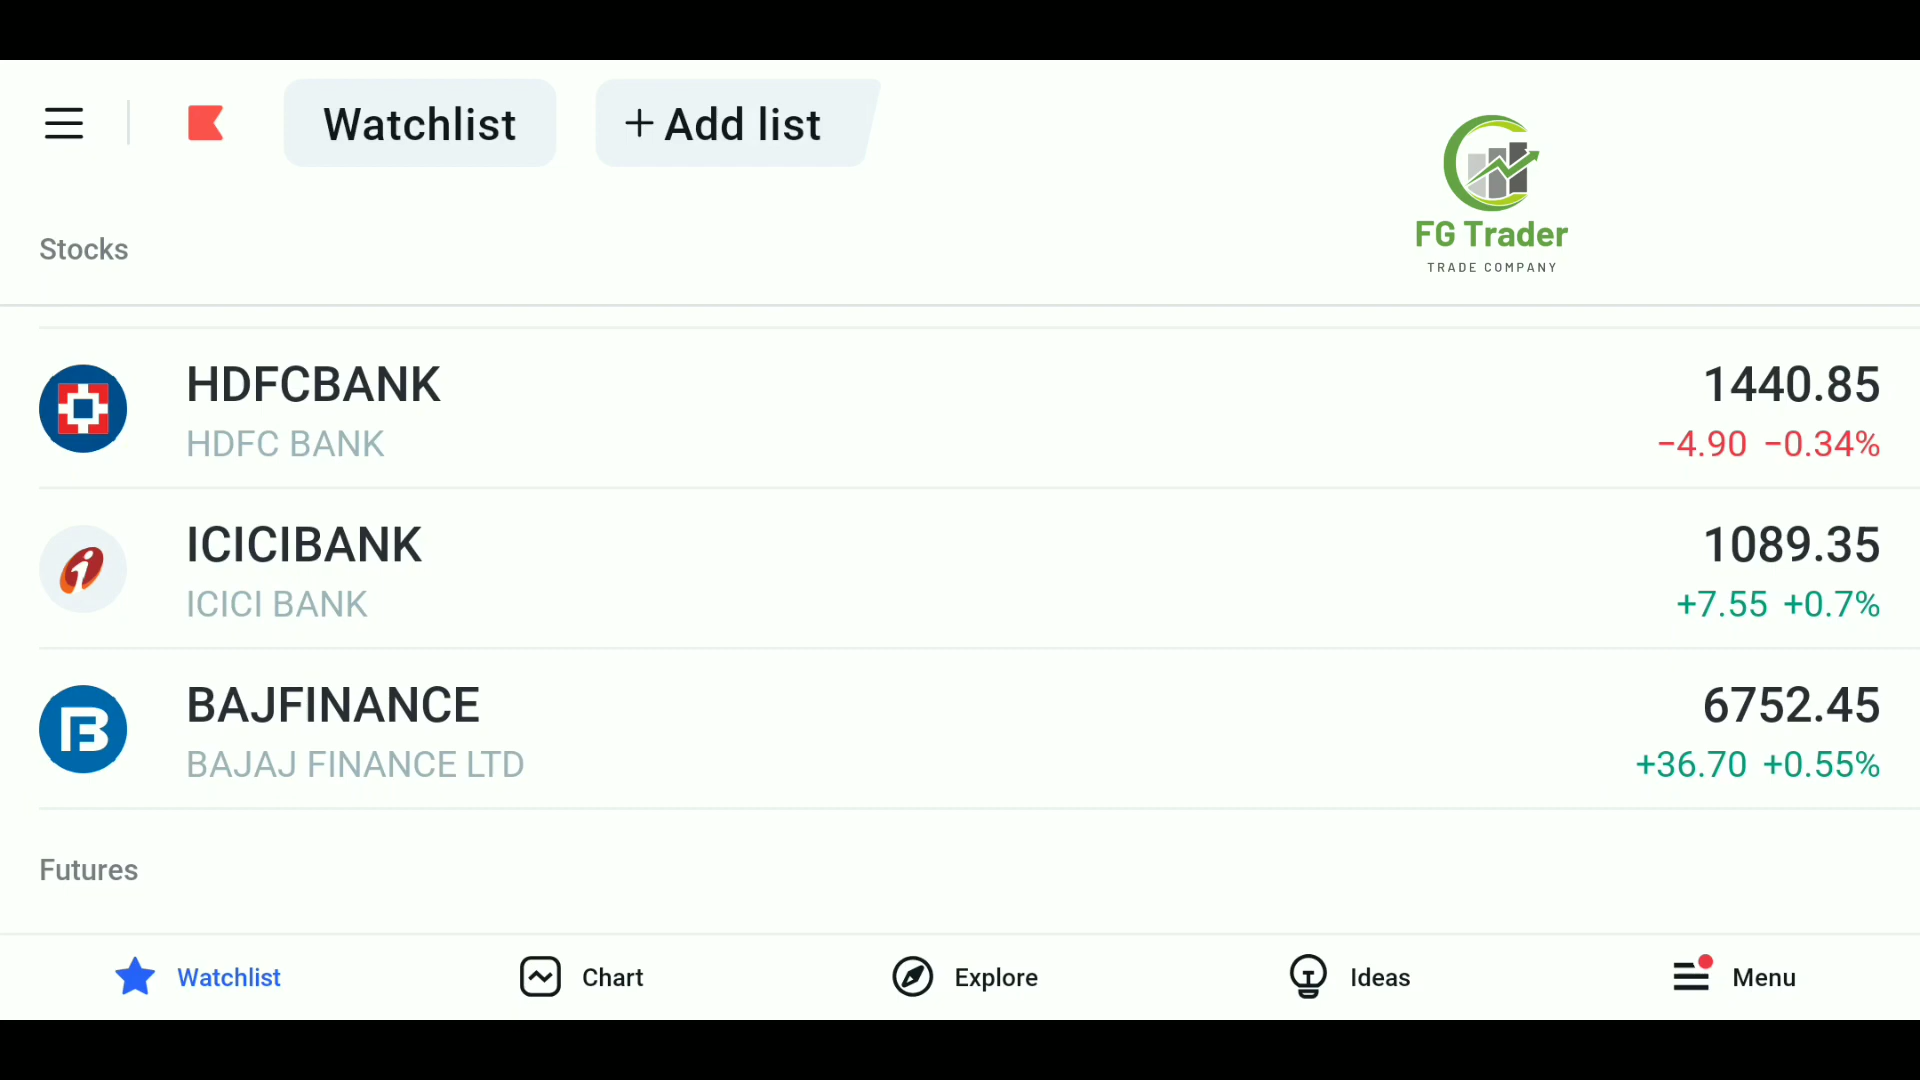 Watchlist
+ Add list
FG Trader
TRADE COMPANY
Stocks
HDFCBANK
1440.85
HDFC BANK
−4.90 −0.34%
ICICIBANK
1089.35
ICICI BANK
+7.55 +0.7%
BAJFINANCE
6752.45
BAJAJ FINANCE LTD
+36.70 +0.55%
Futures
Watchlist
Chart
Explore
Ideas
Menu